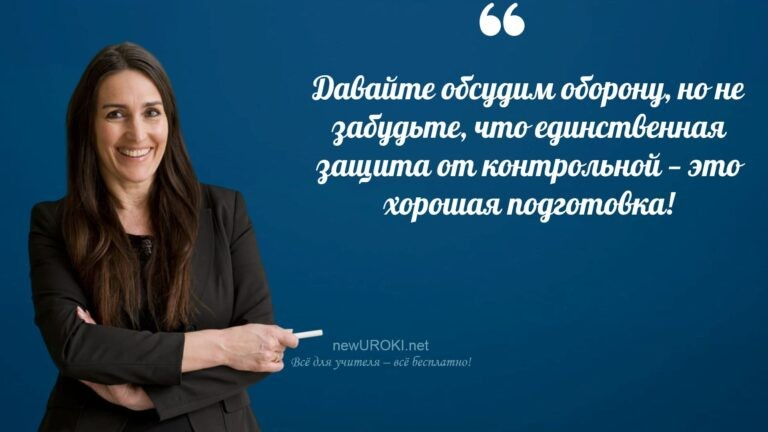 Давайте обсудим оборону, но не
забудьте, что единственная
защита от контрольной – это
хорошая подготовка!
newUROKI.net
Всё для учителя – всё бесплатно!